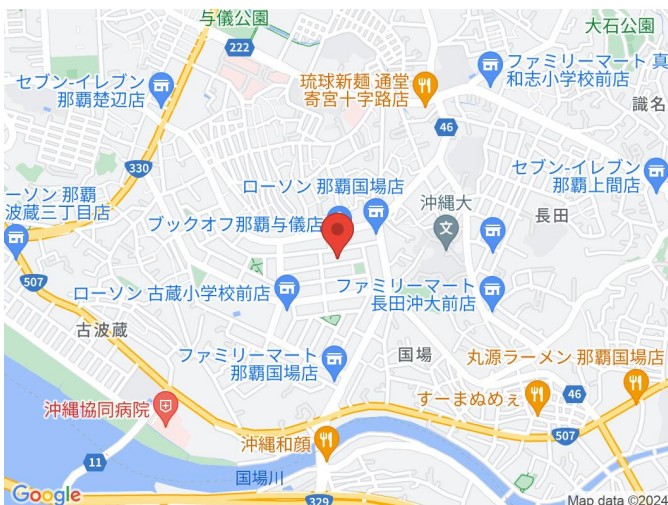 与儀公園
大石公園
222
セブン-イレブン
那覇楚辺店
琉球新麺 通堂
寄宮十字路店
ファミリーマート 真
和志小学校前店
識名
46
330
ローソン 那覇国場店
セブン-イレブン
那覇上間店
ーソン 那覇
波蔵三丁目店
ブックオフ那覇与儀店
沖縄大
文
長田
507
ローソン 古蔵小学校前店
ファミリーマート
長田沖大前店
古波蔵
ファミリーマート
那覇国場店
国場
丸源ラーメン 那覇国場店
すーまぬめぇ
46
沖縄協同病院
沖縄和顔
507
11
国場川
329
Google
Map data ©2024